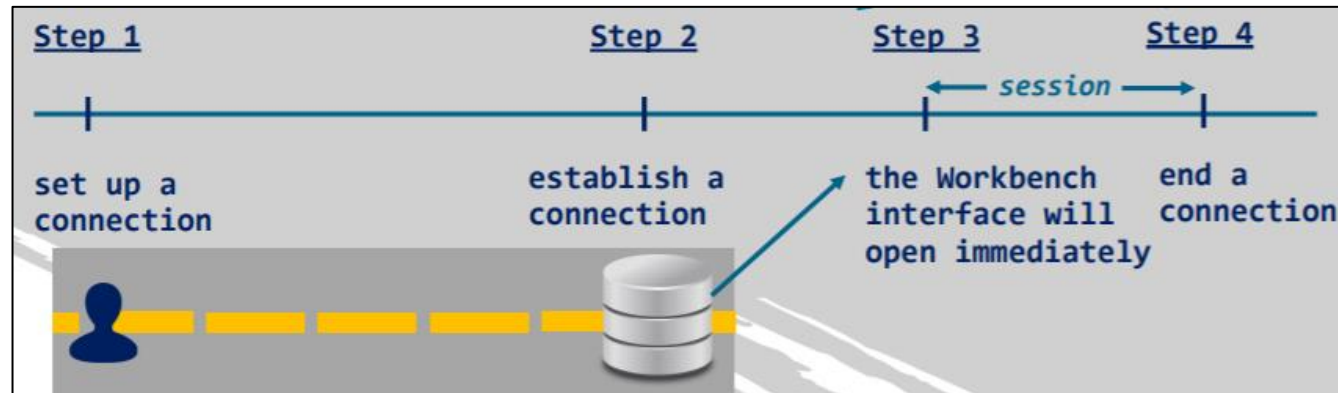 Step 1
Step 2
Step 3
Step 4
session
set up a
connection
establish a
connection
the Workbench
interface will
open immediately
end a
connection